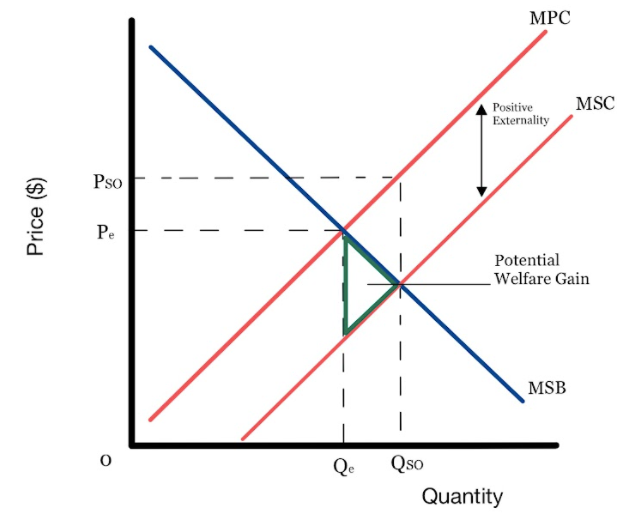 MPC
MSC
Positive
Externality
PSO
Price ($)
Pe
Potential
Welfare Gain
MSB
O
Qe
QSO
Quantity